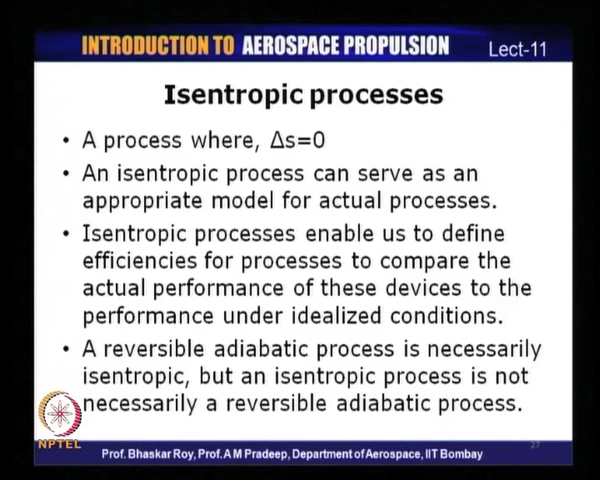 INTRODUCTION TO AEROSPACE PROPULSION Lect-11
Isentropic processes
• A process where, Δs=0
• An isentropic process can serve as an
appropriate model for actual processes.
• Isentropic processes enable us to define
efficiencies for processes to compare the
actual performance of these devices to the
performance under idealized conditions.
• A reversible adiabatic process is necessarily
isentropic, but an isentropic process is not
necessarily a reversible adiabatic process.
NPTEL
27
Prof. Bhaskar Roy, Prof. A M Pradeep, Department of Aerospace, IIT Bombay